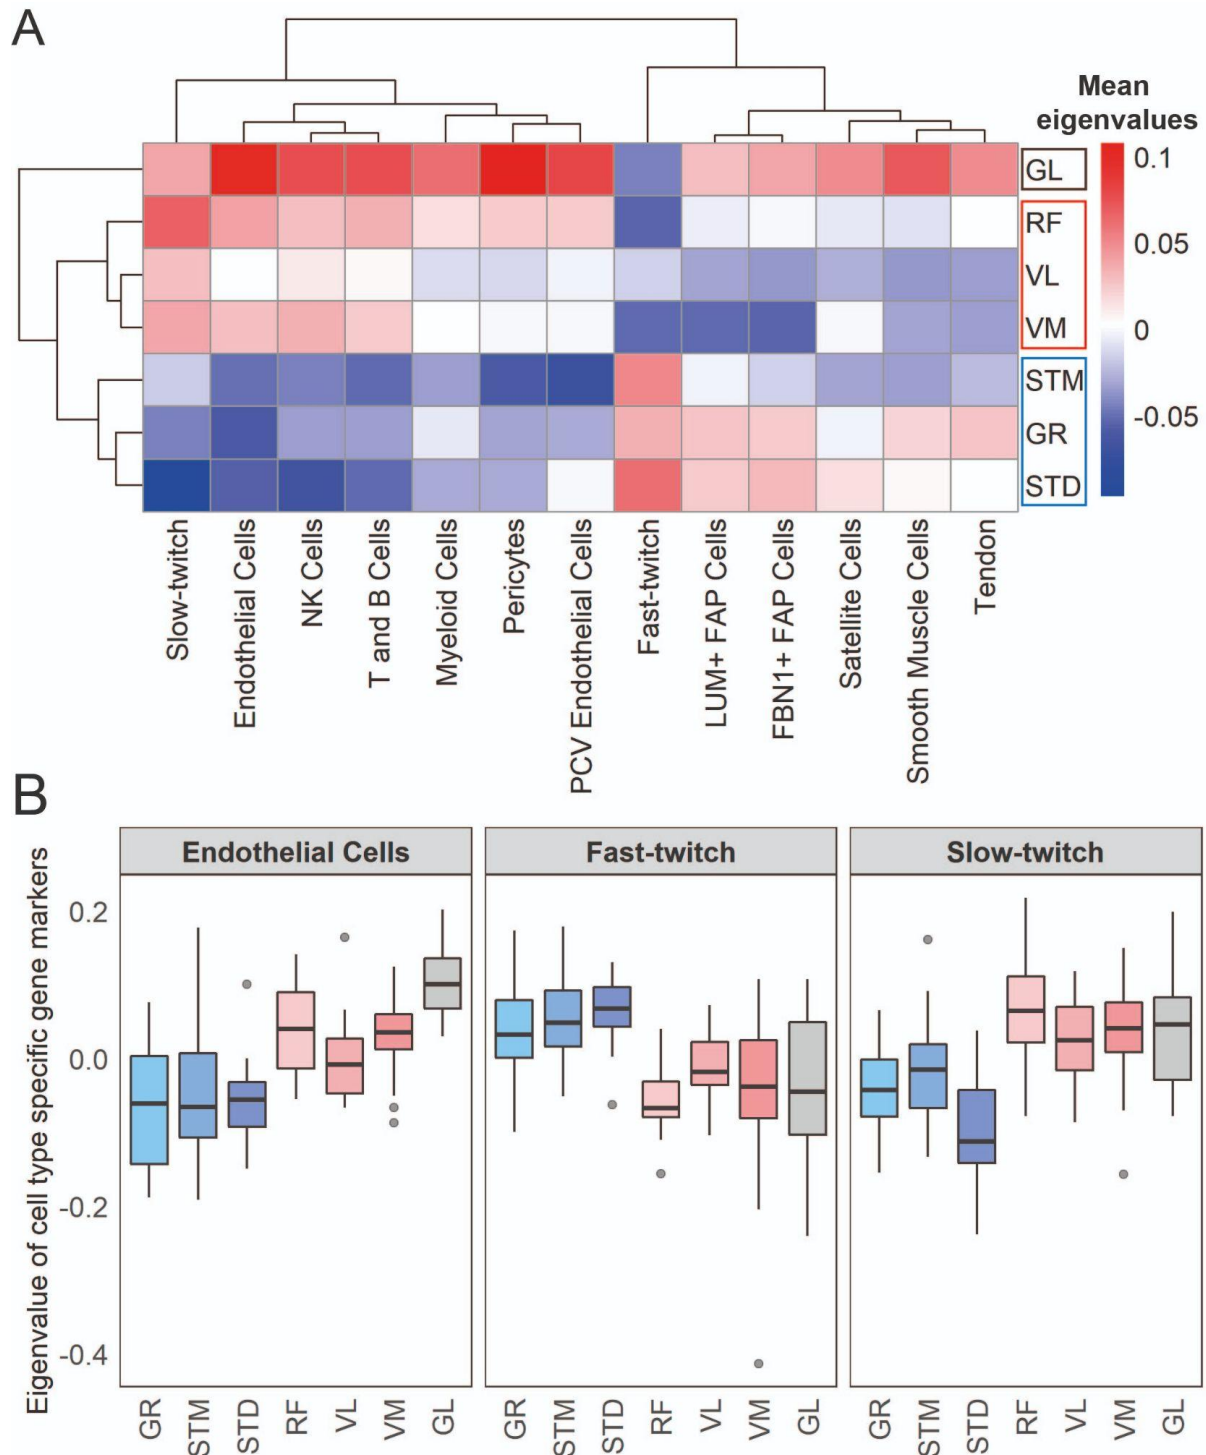 A
Mean
eigenvalues
0.1
0.05
0
-0.05
GL
RF
VL
VM
STM
GR
STD
Slow-twitch
Endothelial Cells
NK Cells
T and B Cells
Myeloid Cells
Pericytes
PCV Endothelial Cells
Fast-twitch
LUM+ FAP Cells
FBN1+ FAP Cells
Satellite Cells
Smooth Muscle Cells
Tendon
B
Eigenvalue of cell type specific gene markers
Endothelial Cells
Fast-twitch
Slow-twitch
0.2
0.0
-0.2
-0.4
GR STM STD RF VL VM GL
GR STM STD RF VL VM GL
GR STM STD RF VL VM GL